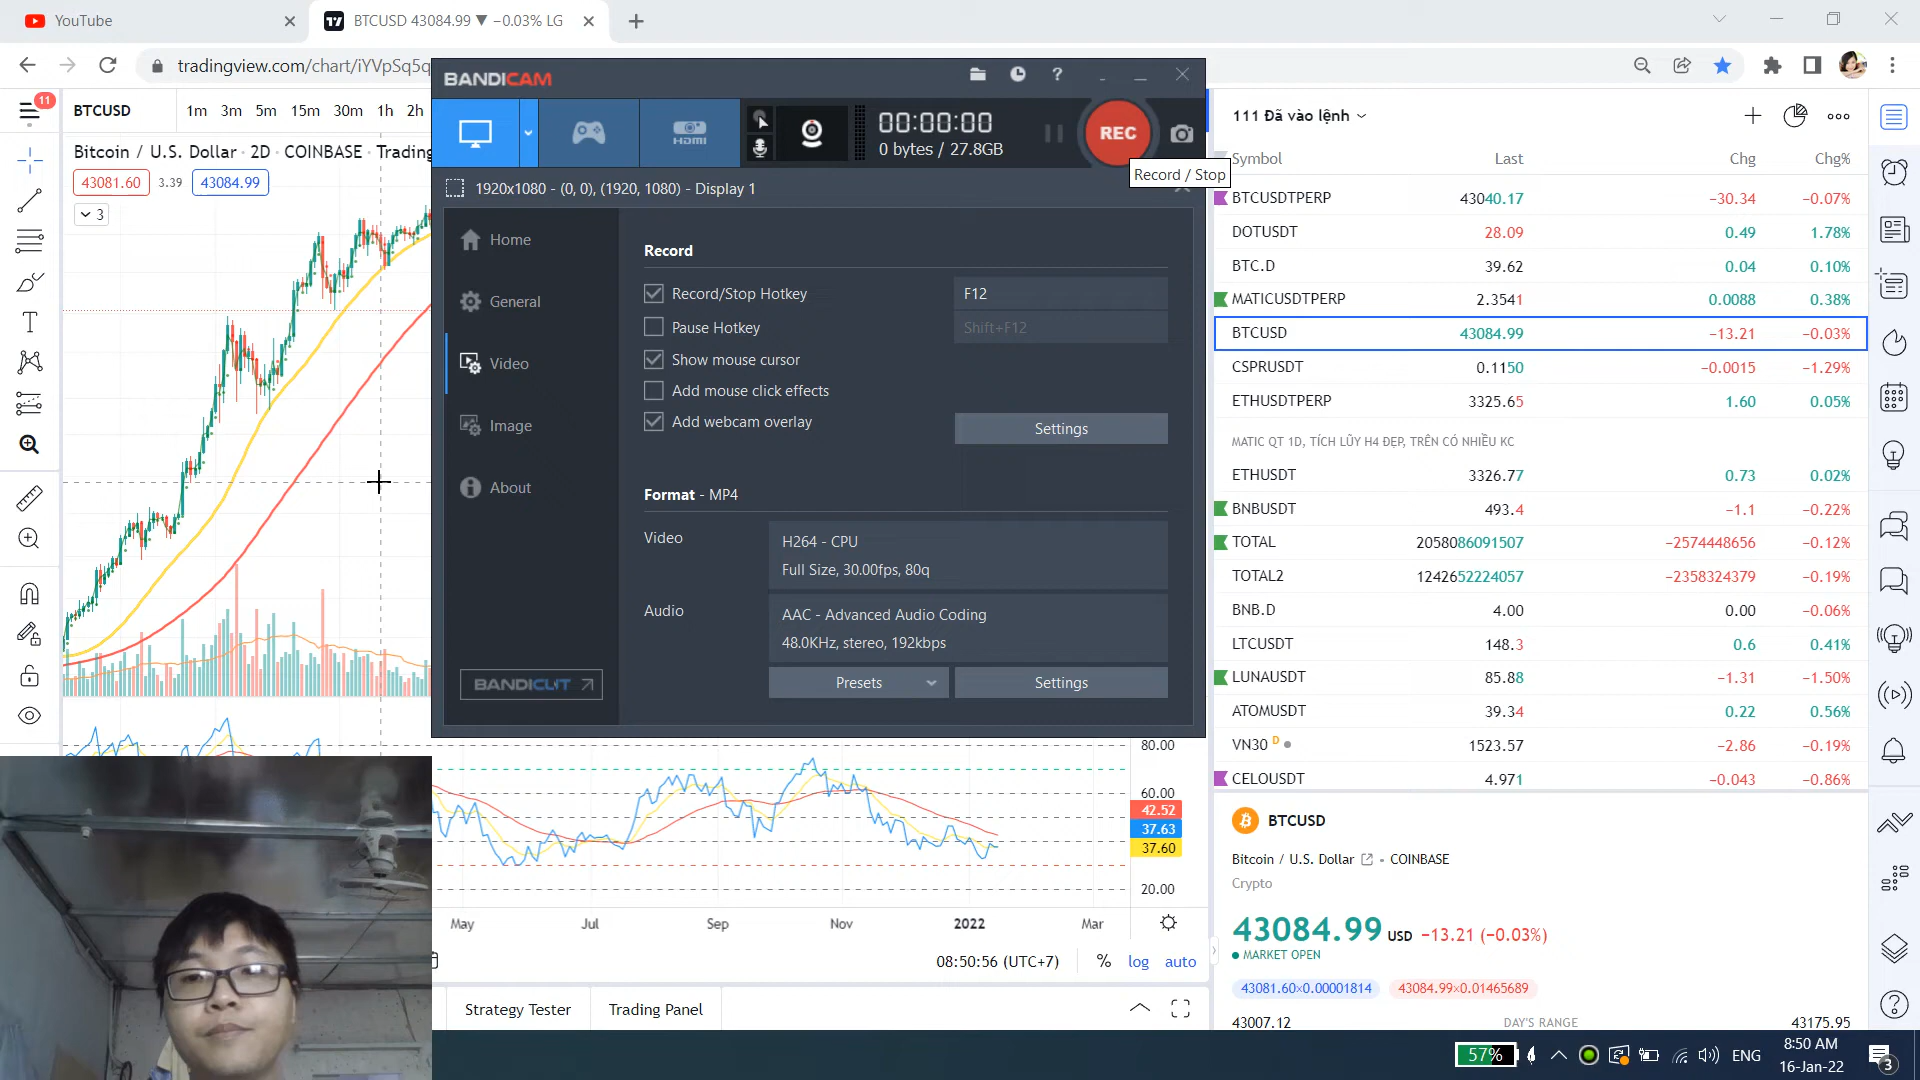 YouTube
BTCUSD 43084.99 ▼ −0.03% LG
tradingview.com/chart/iYVpSq5q
11
BTCUSD
1m 3m 5m 15m 30m 1h 2h
Bitcoin / U.S. Dollar · 2D · COINBASE · Trading
43081.60 3.39 43084.99
3
BANDICAM
?
HDMI
00:00:00
0 bytes / 27.8GB
REC
Record / Stop
1920x1080 - (0, 0), (1920, 1080) - Display 1
Home
General
Video
Image
About
BANDICUT
Record
Record/Stop Hotkey F12
Pause Hotkey Shift+F12
Show mouse cursor
Add mouse click effects
Add webcam overlay Settings
Format - MP4
Video
H264 - CPU
Full Size, 30.00fps, 80q
Audio
AAC - Advanced Audio Coding
48.0KHz, stereo, 192kbps
Presets Settings
80.00
60.00
42.52
37.63
37.60
20.00
May Jul Sep Nov 2022 Mar
08:50:56 (UTC+7) % log auto
Strategy Tester Trading Panel
111 Đã vào lệnh
Symbol Last Chg Chg%
BTCUSDTPERP 43040.17 −30.34 −0.07%
DOTUSDT 28.09 0.49 1.78%
BTC.D 39.62 0.04 0.10%
MATICUSDTPERP 2.3541 0.0088 0.38%
BTCUSD 43084.99 −13.21 −0.03%
CSPRUSDT 0.1150 −0.0015 −1.29%
ETHUSDTPERP 3325.65 1.60 0.05%
MATIC QT 1D, TÍCH LŨY H4 ĐẸP, TRÊN CÓ NHIỀU KC
ETHUSDT 3326.77 0.73 0.02%
BNBUSDT 493.4 −1.1 −0.22%
TOTAL 2058086091507 −2574448656 −0.12%
TOTAL2 1242652224057 −2358324379 −0.19%
BNB.D 4.00 0.00 −0.06%
LTCUSDT 148.3 0.6 0.41%
LUNAUSDT 85.88 −1.31 −1.50%
ATOMUSDT 39.34 0.22 0.56%
VN30 D 1523.57 −2.86 −0.19%
CELOUSDT 4.971 −0.043 −0.86%
BTCUSD
Bitcoin / U.S. Dollar · COINBASE
Crypto
43084.99 USD −13.21 (−0.03%)
MARKET OPEN
43081.60×0.00001814 43084.99×0.01465689
43007.12 DAY'S RANGE 43175.95
57% ENG
8:50 AM
16-Jan-22
3